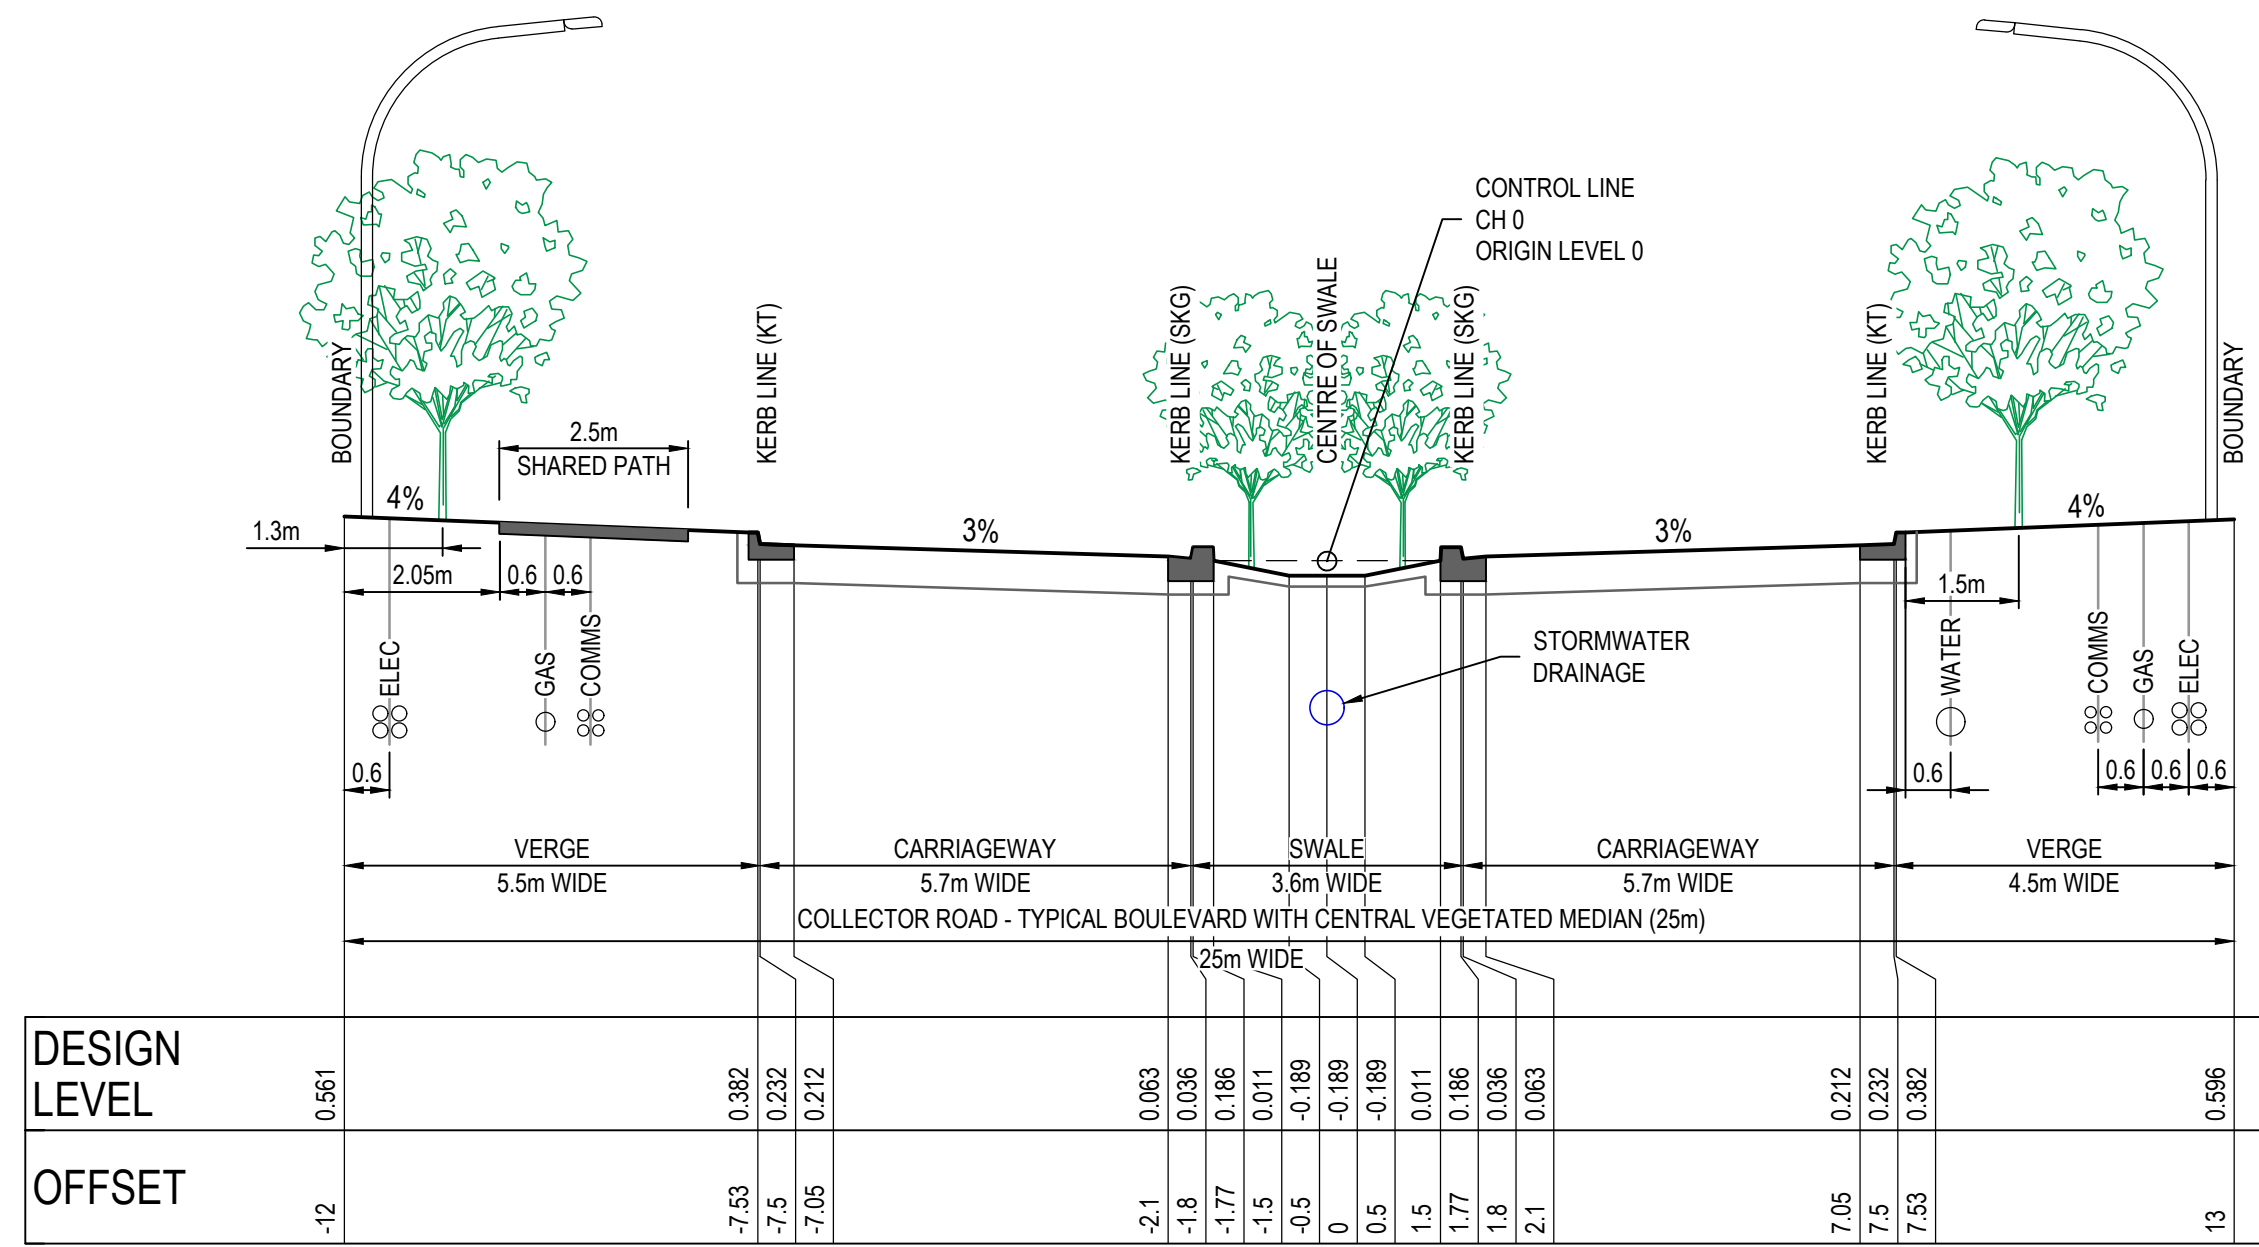 CONTROL LINE
CH 0
ORIGIN LEVEL 0
BOUNDARY
KERB LINE (KT)
KERB LINE (SKG)
CENTRE OF SWALE
KERB LINE (SKG)
KERB LINE (KT)
BOUNDARY
2.5m
SHARED PATH
4%
3%
3%
4%
1.3m
2.05m
0.6
0.6
1.5m
ELEC
GAS
COMMS
STORMWATER
DRAINAGE
WATER
COMMS
GAS
ELEC
0.6
0.6
0.6
0.6
0.6
VERGE
5.5m WIDE
CARRIAGEWAY
5.7m WIDE
SWALE
3.6m WIDE
CARRIAGEWAY
5.7m WIDE
VERGE
4.5m WIDE
COLLECTOR ROAD - TYPICAL BOULEVARD WITH CENTRAL VEGETATED MEDIAN (25m)
25m WIDE
DESIGN
LEVEL
0.561
0.382
0.232
0.212
0.063
0.036
0.186
0.011
-0.189
-0.189
-0.189
0.011
0.186
0.036
0.063
0.212
0.232
0.382
0.596
OFFSET
-12
-7.53
-7.5
-7.05
-2.1
-1.8
-1.77
-1.5
-0.5
0
0.5
1.5
1.77
1.8
2.1
7.05
7.5
7.53
13